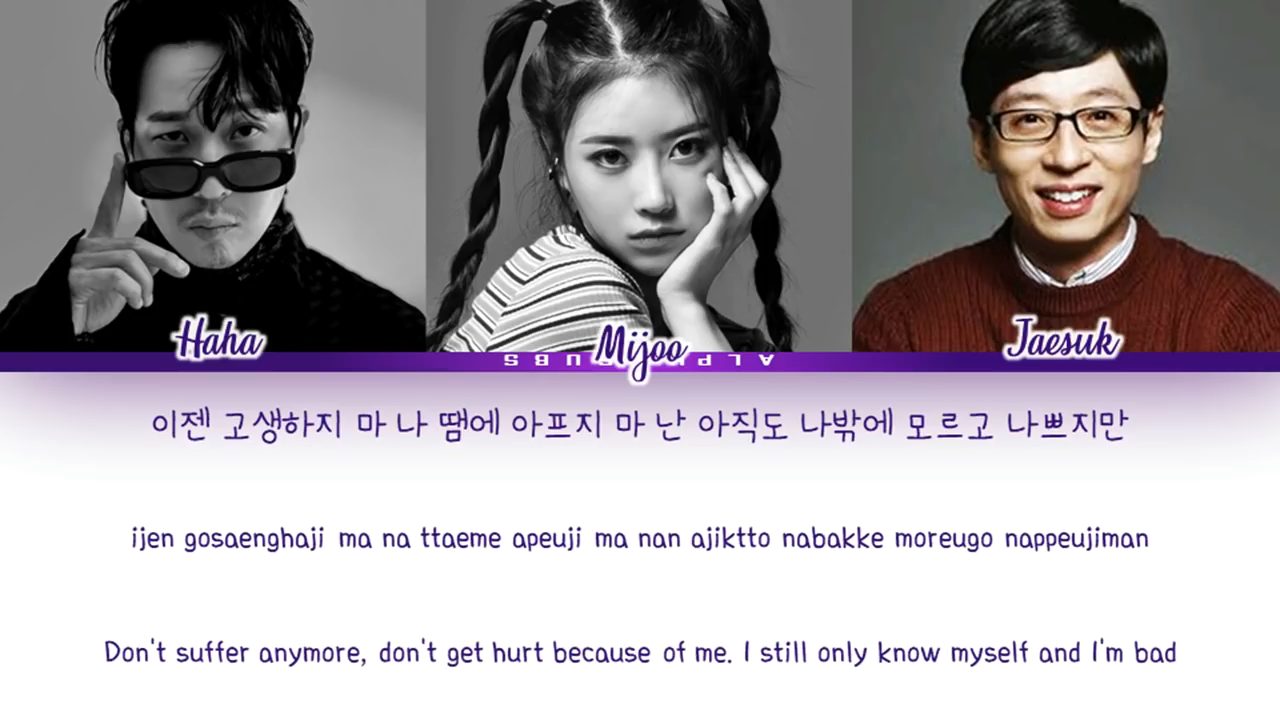 Haha
Mijoo
Jaesuk
이젠 고생하지 마 나 땜에 아프지 마 난 아직도 나밖에 모르고 나쁘지만
ijen gosaenghaji ma na ttaeme apeuji ma nan ajiktto nabakke moreugo nappeujiman
Don't suffer anymore, don't get hurt because of me. I still only know myself and I'm bad